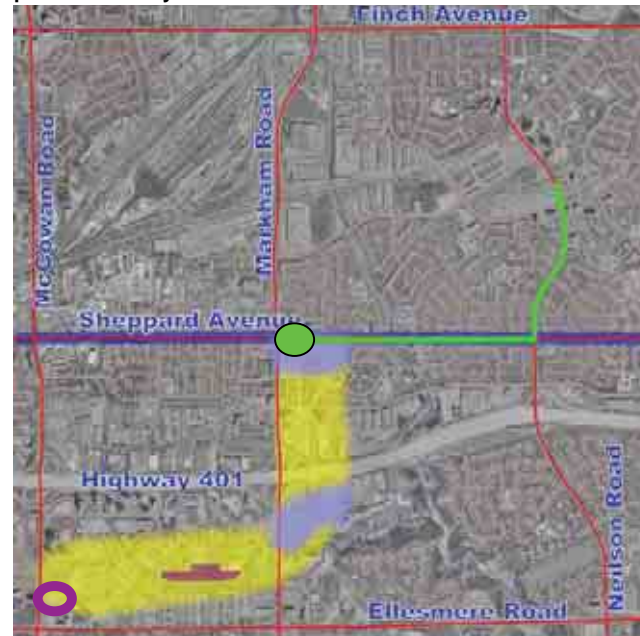 Finch Avenue
McCowan Road
Markham Road
Sheppard Avenue
Highway 401
Neilson Road
Ellesmere Road